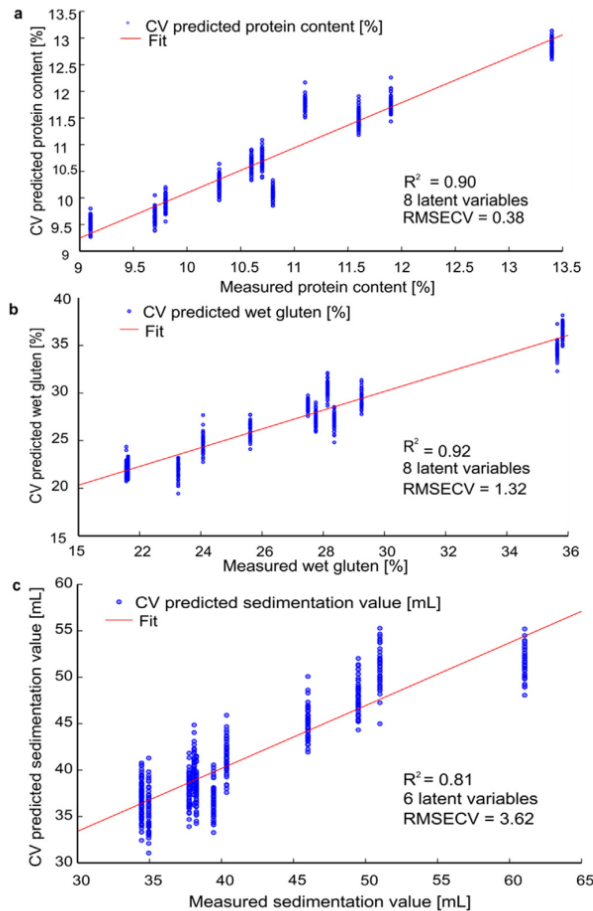 a
CV predicted protein content [%]
Fit
13.5
13
12.5
12
11.5
11
10.5
10
9.5
9
CV predicted protein content [%]
R² = 0.90
8 latent variables
RMSECV = 0.38
9 9.5 10 10.5 11 11.5 12 12.5 13 13.5
Measured protein content [%]
b
CV predicted wet gluten [%]
Fit
40
35
30
25
20
15
CV predicted wet gluten [%]
R² = 0.92
8 latent variables
RMSECV = 1.32
15 22 24 26 28 30 32 34 36
Measured wet gluten [%]
c
CV predicted sedimentation value [mL]
Fit
60
55
50
45
40
36
30
CV predicted sedimentation value [mL]
R² = 0.81
6 latent variables
RMSECV = 3.62
30 35 40 45 50 55 60 65
Measured sedimentation value [mL]